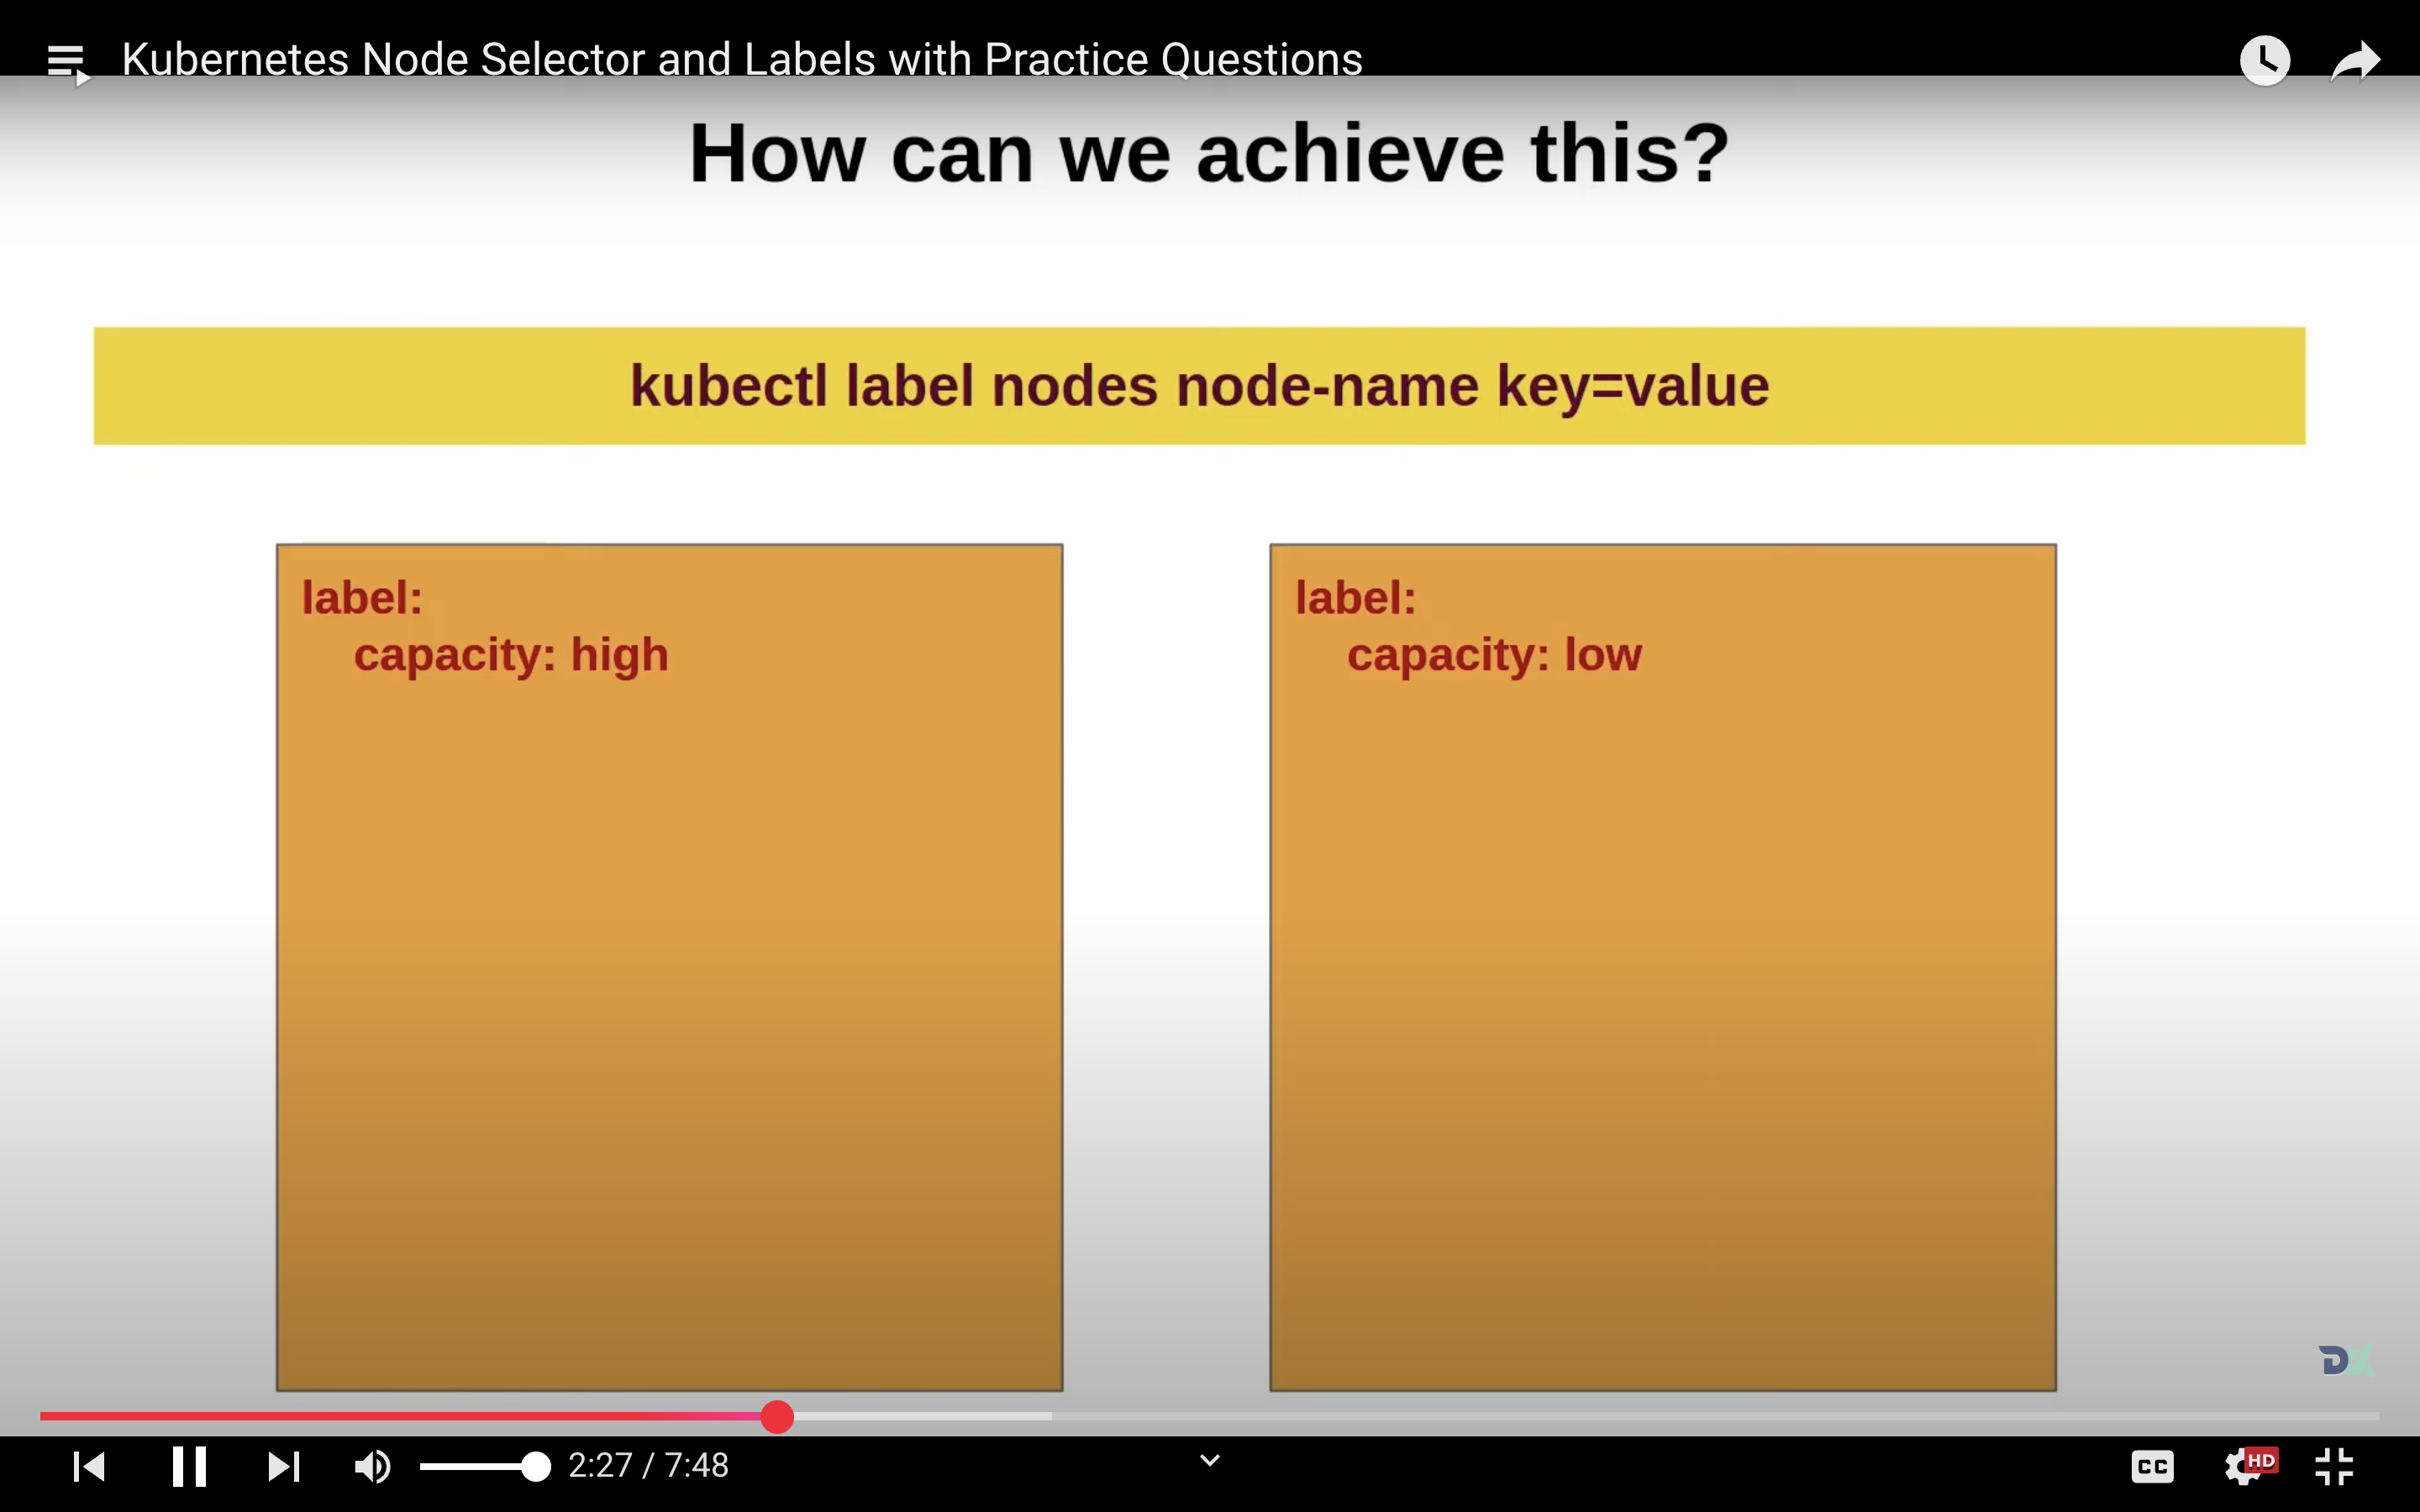 Kubernetes Node Selector and Labels with Practice Questions
How can we achieve this?
kubectl label nodes node-name key=value
label:
capacity: high
label:
capacity: low
DX
2:27 / 7:48
CC
HD